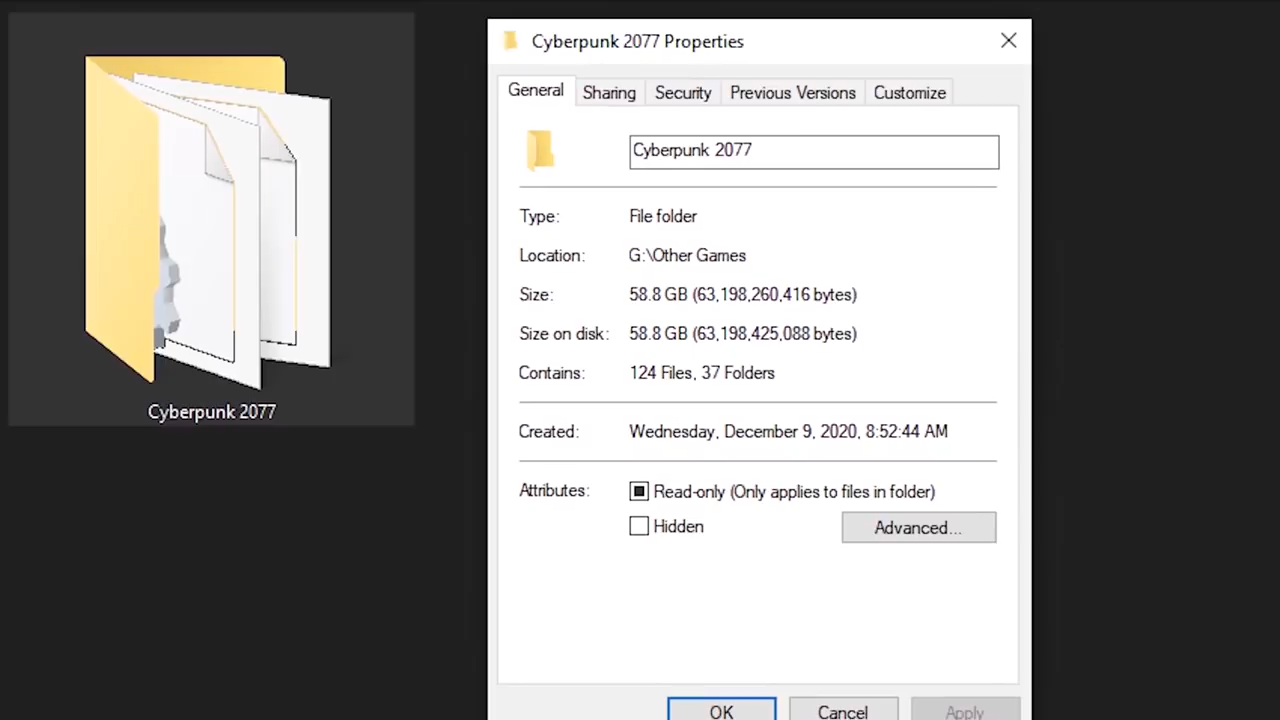 Cyberpunk 2077
Cyberpunk 2077 Properties
General Sharing Security Previous Versions Customize
Cyberpunk 2077
Type: File folder
Location: G:\Other Games
Size: 58.8 GB (63,198,260,416 bytes)
Size on disk: 58.8 GB (63,198,425,088 bytes)
Contains: 124 Files, 37 Folders
Created: Wednesday, December 9, 2020, 8:52:44 AM
Attributes: Read-only (Only applies to files in folder)
Hidden Advanced...
OK Cancel Apply